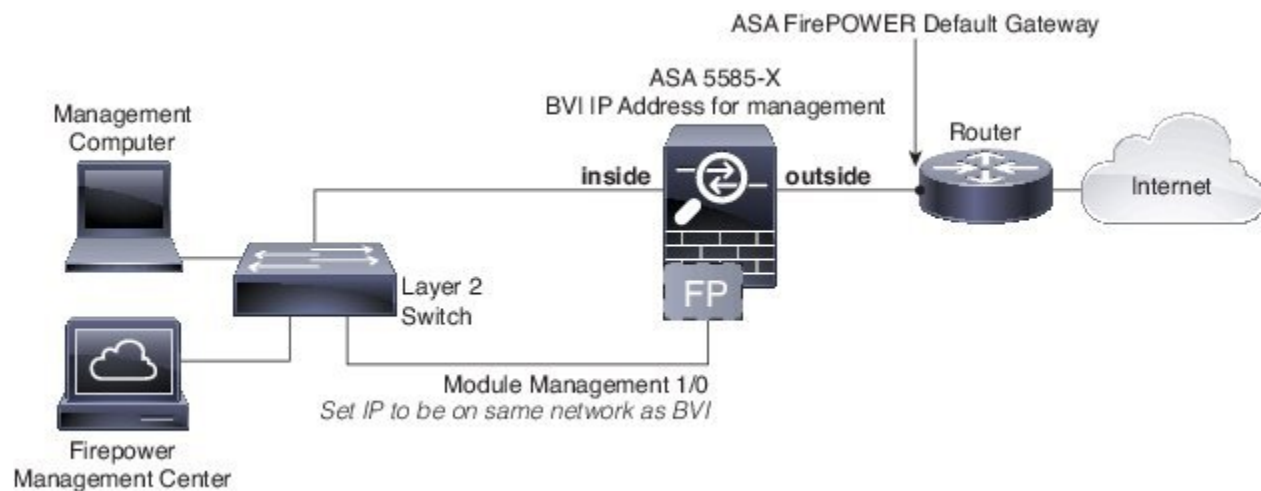 ASA FirePOWER Default Gateway
ASA 5585-X
BVI IP Address for management
Management
Computer
Router
inside
outside
Internet
Layer 2
Switch
FP
Module Management 1/0
Set IP to be on same network as BVI
Firepower
Management Center